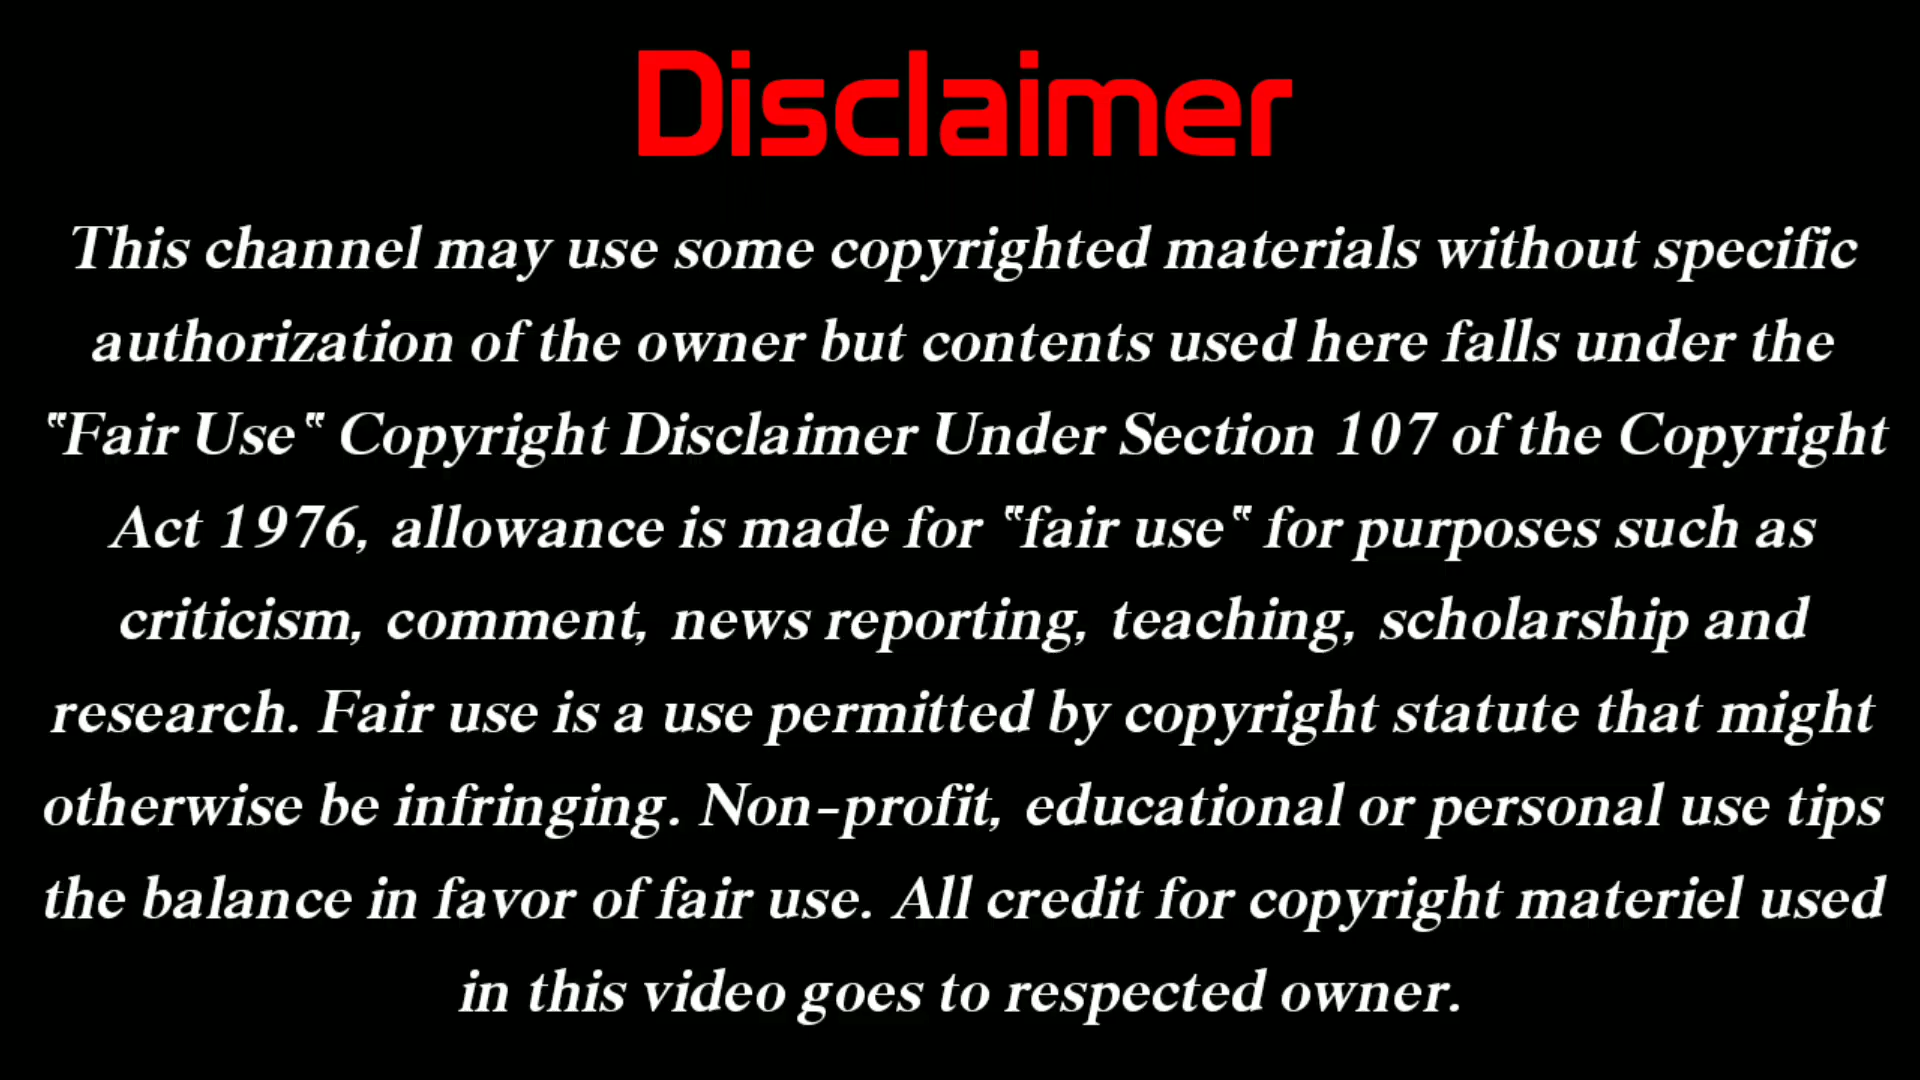 Disclaimer
This channel may use some copyrighted materials without specific
authorization of the owner but contents used here falls under the
“Fair Use“ Copyright Disclaimer Under Section 107 of the Copyright
Act 1976, allowance is made for “fair use“ for purposes such as
criticism, comment, news reporting, teaching, scholarship and
research. Fair use is a use permitted by copyright statute that might
otherwise be infringing. Non-profit, educational or personal use tips
the balance in favor of fair use. All credit for copyright materiel used
in this video goes to respected owner.